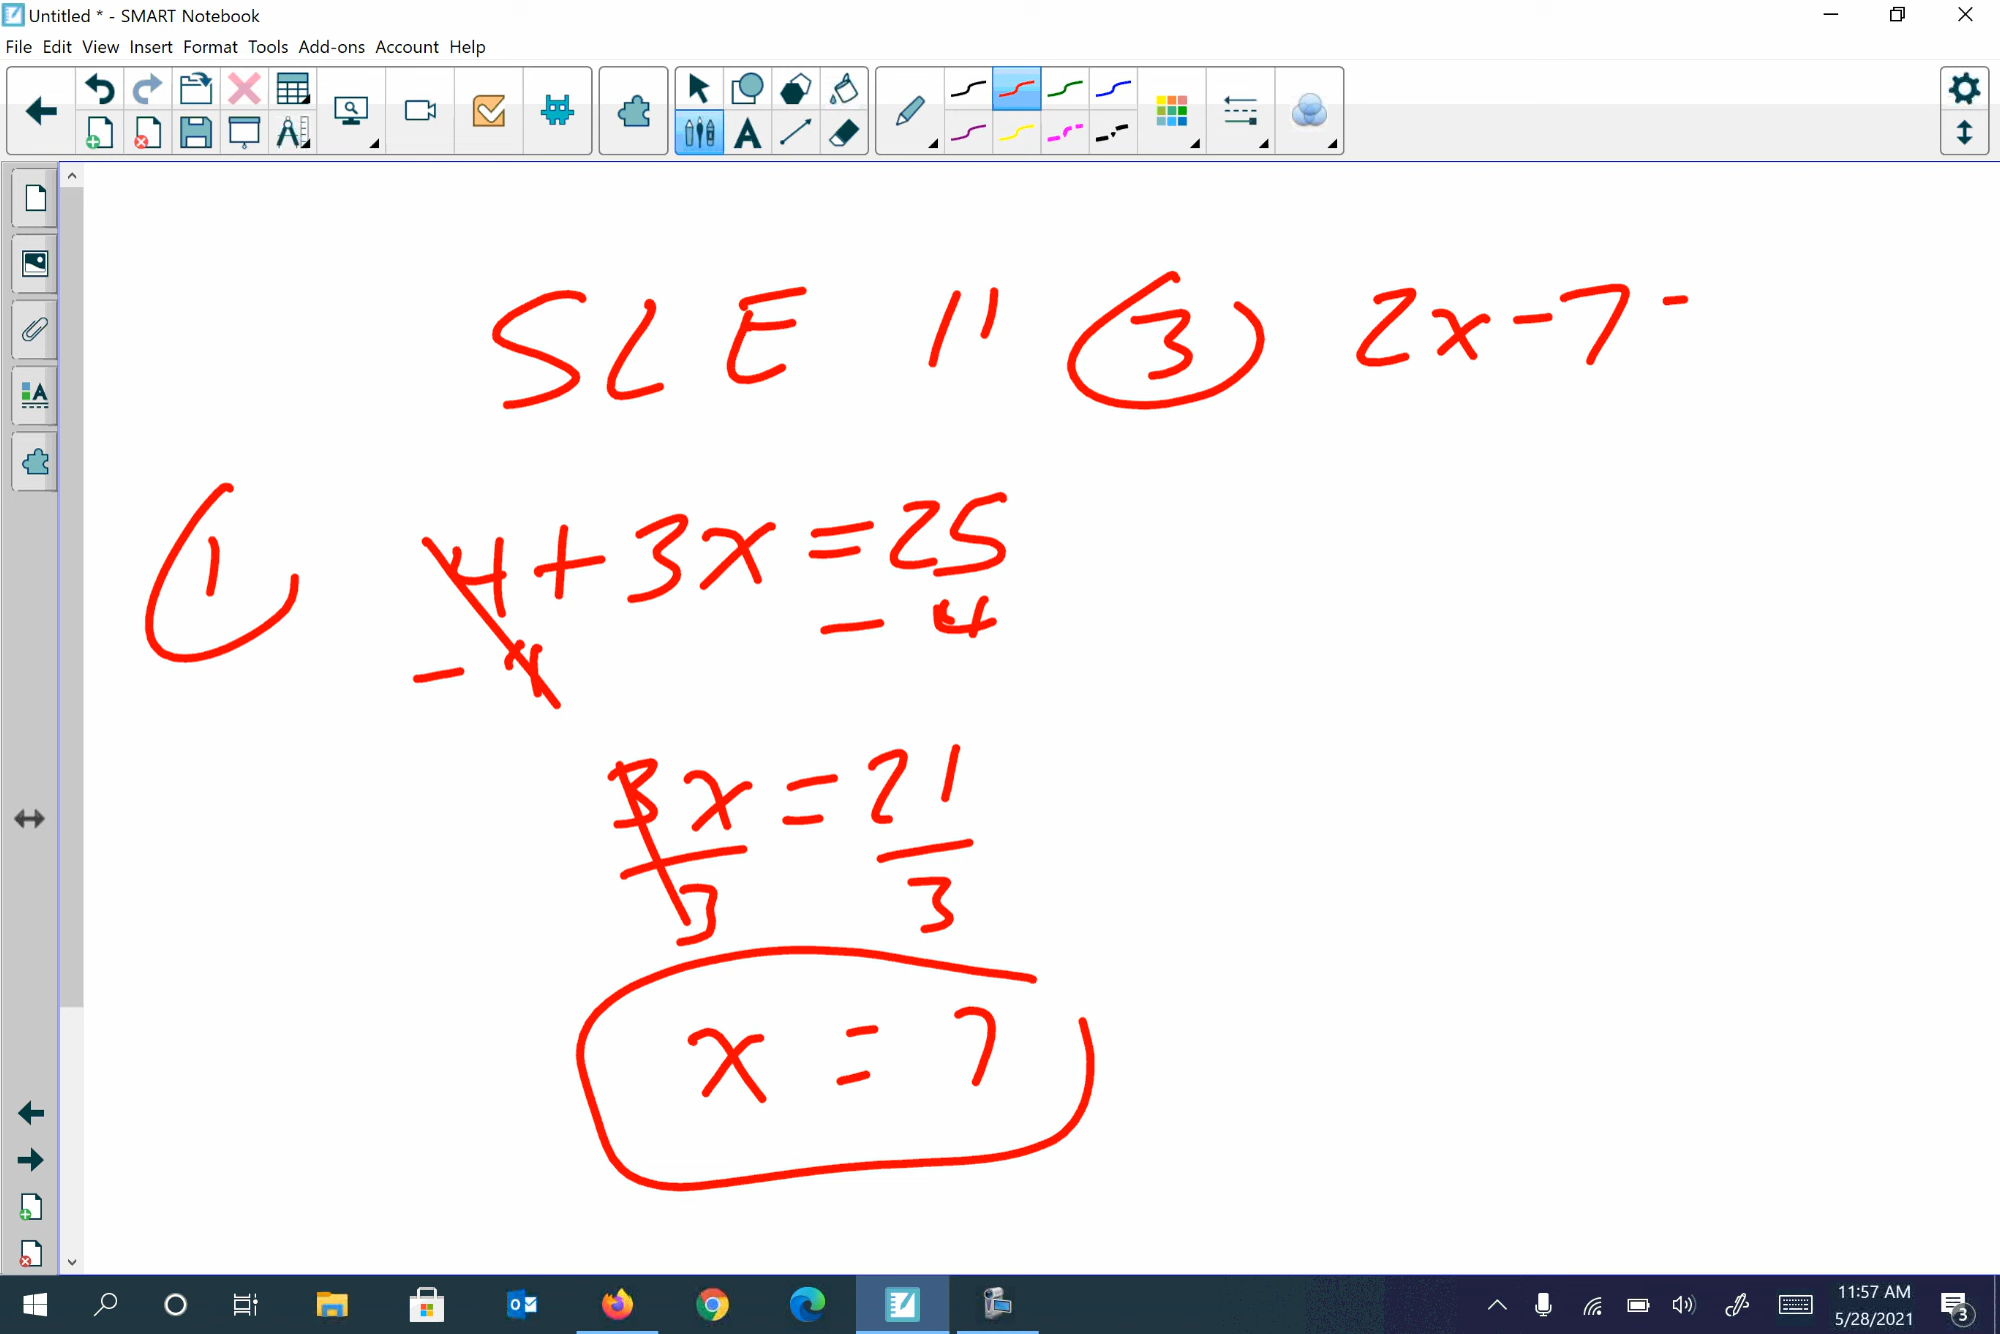 Untitled * - SMART Notebook
File Edit View Insert Format Tools Add-ons Account Help
SLE 11 3 2x-7-
1 4+3x=25
-4 -4
3x=21
3 3
x = 7
11:57 AM
5/28/2021
3